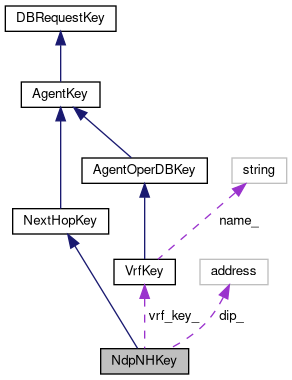 DBRequestKey
AgentKey
AgentOperDBKey
string
NextHopKey
name_
VrfKey
address
vrf_key_
dip_
NdpNHKey